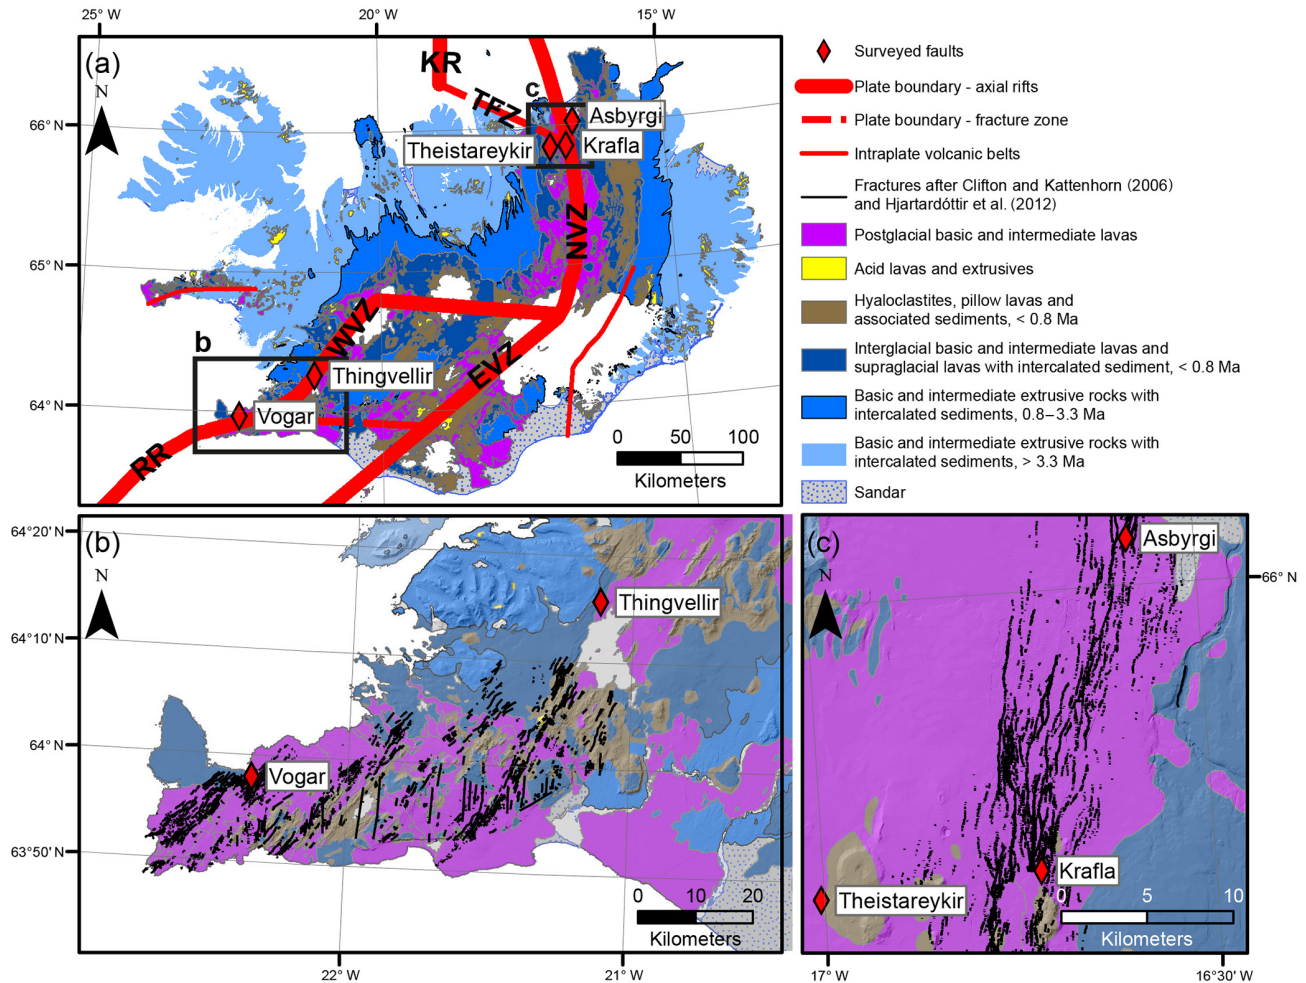 25° W
20° W
15° W
(a)
N
66° N
65° N
64° N
KR
TFZ
c
Asbyrgi
Theistareykir
Krafla
NVZ
WVZ
EVZ
b
Thingvellir
Vogar
RR
0 50 100
Kilometers
Surveyed faults
Plate boundary - axial rifts
Plate boundary - fracture zone
Intraplate volcanic belts
Fractures after Clifton and Kattenhorn (2006)
and Hjartardóttir et al. (2012)
Postglacial basic and intermediate lavas
Acid lavas and extrusives
Hyaloclastites, pillow lavas and
associated sediments, < 0.8 Ma
Interglacial basic and intermediate lavas and
supraglacial lavas with intercalated sediment, < 0.8 Ma
Basic and intermediate extrusive rocks with
intercalated sediments, 0.8–3.3 Ma
Basic and intermediate extrusive rocks with
intercalated sediments, > 3.3 Ma
Sandar
64°20' N
64°10' N
64° N
63°50' N
(b)
N
Thingvellir
Vogar
0 10 20
Kilometers
22° W
21° W
(c)
N
Asbyrgi
66° N
Krafla
Theistareykir
0 5 10
Kilometers
17° W
16°30' W